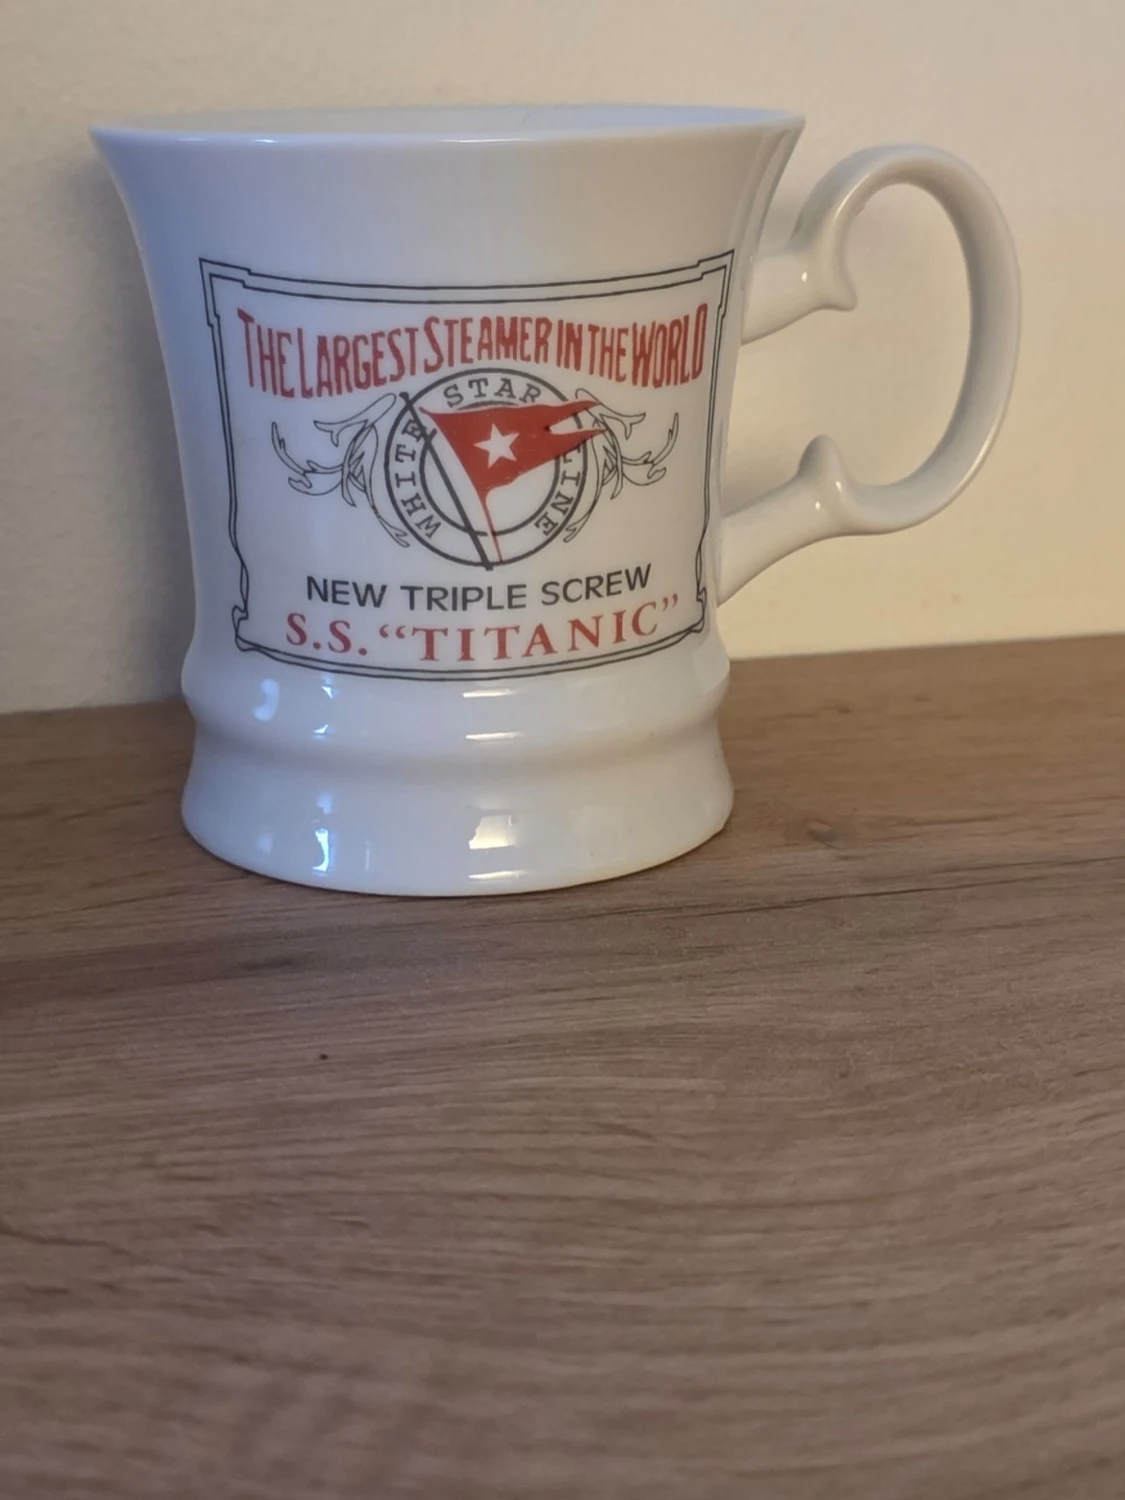 THE LARGEST STEAMER IN THE WORLD
WHITE STAR LINE
NEW TRIPLE SCREW
S.S. “TITANIC”